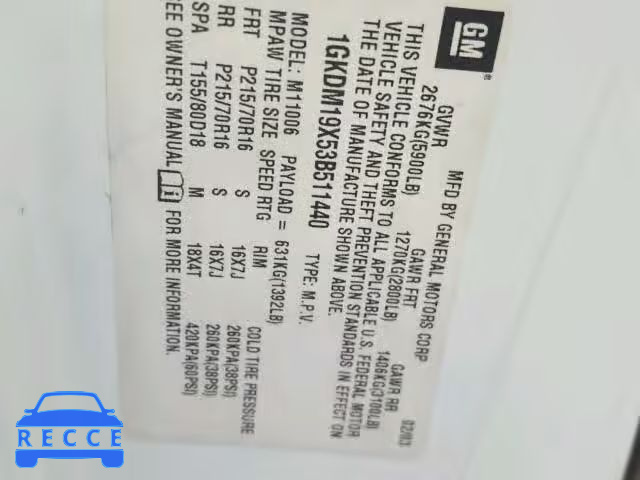 GM ®
MFD BY GENERAL MOTORS CORP 02/03
GVWR GAWR FRT GAWR RR
2676KG(5900LB) 1270KG(2800LB) 1406KG(3100LB)
THIS VEHICLE CONFORMS TO ALL APPLICABLE U.S. FEDERAL MOTOR
VEHICLE SAFETY AND THEFT PREVENTION STANDARDS IN EFFECT ON
THE DATE OF MANUFACTURE SHOWN ABOVE.
1GKDM19X53B511440 TYPE: M.P.V.
MODEL: M11006 PAYLOAD = 631KG(1392LB)
MPAW TIRE SIZE SPEED RTG RIM COLD TIRE PRESSURE
FRT P215/70R16 S 16X7J 260KPA(38PSI)
RR P215/70R16 S 16X7J 260KPA(38PSI)
SPA T155/80D18 M 18X4T 420KPA(60PSI)
SEE OWNER'S MANUAL i FOR MORE INFORMATION.
RECCE